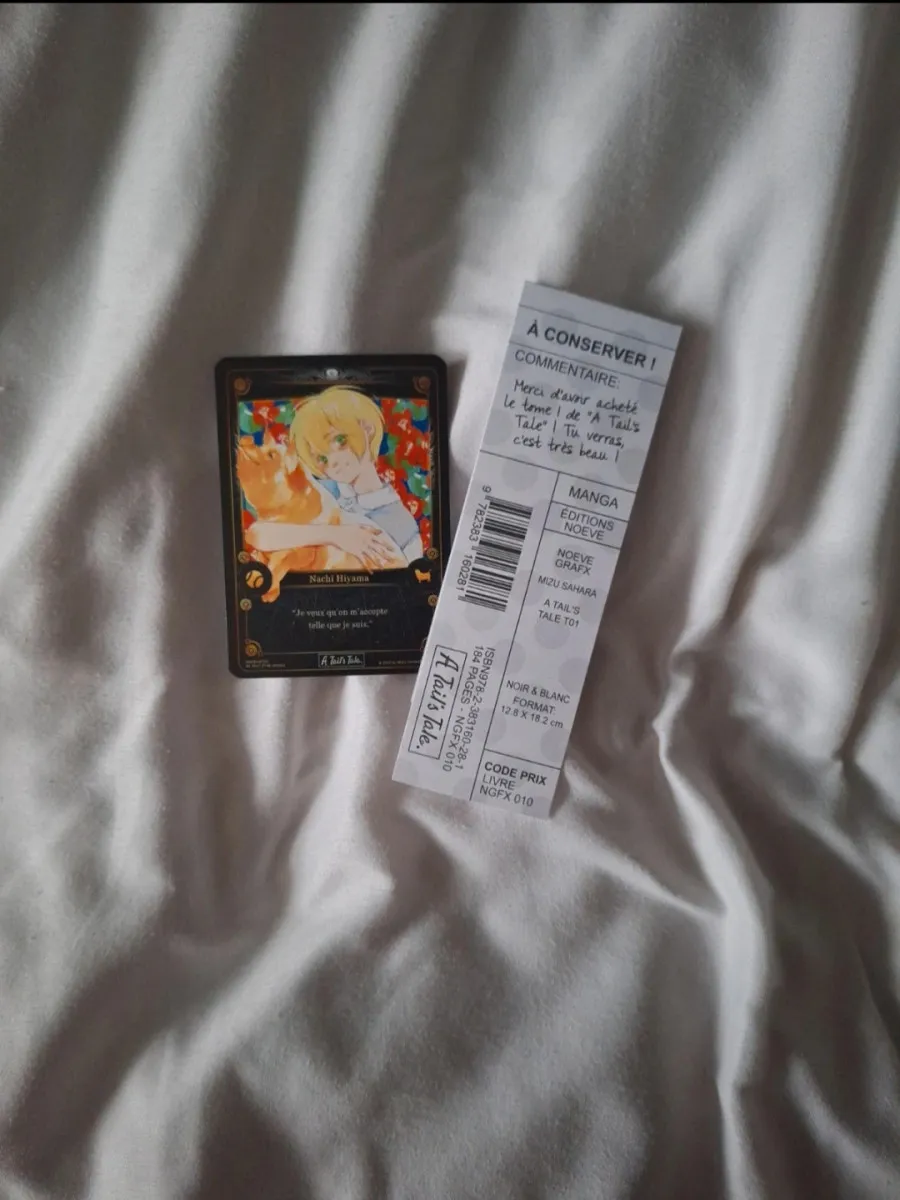 Nachi Hiyama
"Je veux qu'on m'accepte
telle que je suis."
A Tail's Tale.
À CONSERVER !
COMMENTAIRE:
Merci d'avoir acheté
le tome 1 de "A Tail's
Tale" ! Tu verras,
c'est très beau !
MANGA
ÉDITIONS
NOEVE
NOEVE
GRAFX
MIZU SAHARA
A TAIL'S
TALE T01
NOIR & BLANC
FORMAT:
12.8 X 18.2 cm
CODE PRIX
LIVRE
NGFX 010
9 782383 160281
ISBN978-2-383160-28-1
184 PAGES - NGFX 010
A Tail's Tale.